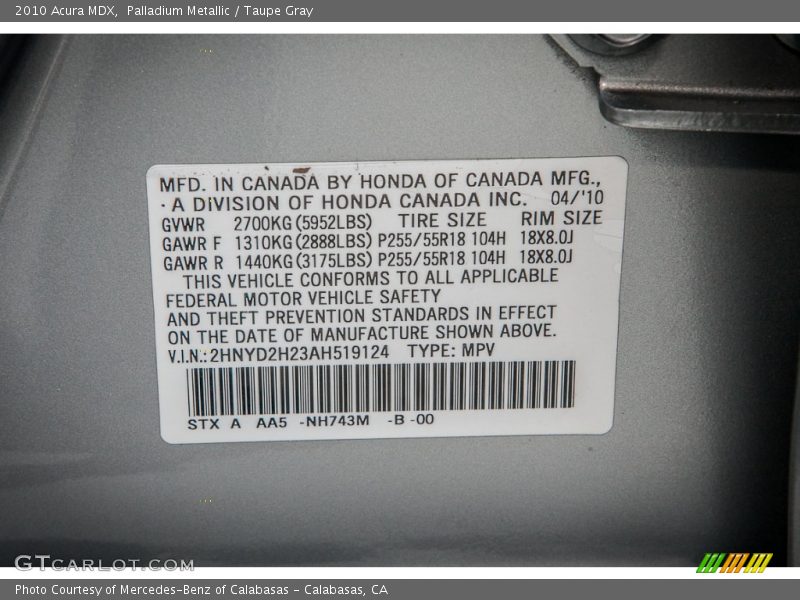 2010 Acura MDX,  Palladium Metallic / Taupe Gray
MFD. IN CANADA BY HONDA OF CANADA MFG.,
A DIVISION OF HONDA CANADA INC. 04/'10
GVWR 2700KG(5952LBS) TIRE SIZE RIM SIZE
GAWR F 1310KG(2888LBS) P255/55R18 104H 18X8.0J
GAWR R 1440KG(3175LBS) P255/55R18 104H 18X8.0J
THIS VEHICLE CONFORMS TO ALL APPLICABLE
FEDERAL MOTOR VEHICLE SAFETY
AND THEFT PREVENTION STANDARDS IN EFFECT
ON THE DATE OF MANUFACTURE SHOWN ABOVE.
V.I.N.:2HNYD2H23AH519124 TYPE: MPV
STX A AA5 -NH743M -B -00
GTCARLOT.COM
Photo Courtesy of Mercedes-Benz of Calabasas - Calabasas, CA